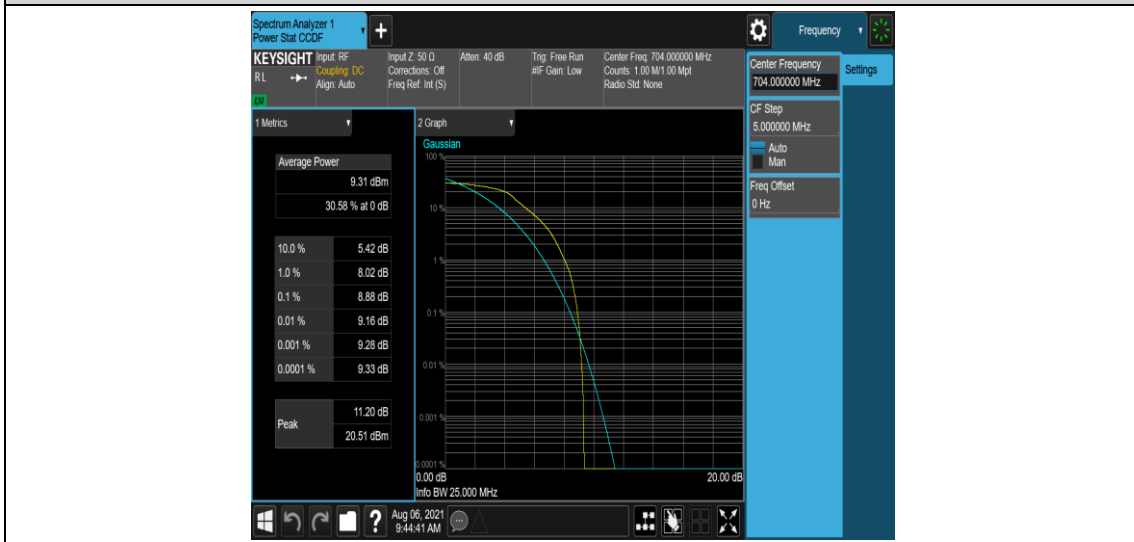 Spectrum Analyzer 1
Power Stat CCDF
+
Frequency
KEYSIGHT
RL
LXI
Input: RF
Coupling: DC
Align: Auto
Input Z: 50 Ω
Corrections: Off
Freq Ref: Int (S)
Atten: 40 dB
Trig: Free Run
#IF Gain: Low
Center Freq: 704.000000 MHz
Counts: 1.00 M/1.00 Mpt
Radio Std: None
Center Frequency
704.000000 MHz
Settings
CF Step
5.000000 MHz
Auto
Man
Freq Offset
0 Hz
1 Metrics
Average Power
9.31 dBm
30.58 % at 0 dB
10.0 % 5.42 dB
1.0 % 8.02 dB
0.1 % 8.88 dB
0.01 % 9.16 dB
0.001 % 9.28 dB
0.0001 % 9.33 dB
Peak
11.20 dB
20.51 dBm
2 Graph
Gaussian
100 %
10 %
1 %
0.1 %
0.01 %
0.001 %
0.0001 %
0.00 dB 20.00 dB
Info BW 25.000 MHz
?
Aug 06, 2021
9:44:41 AM